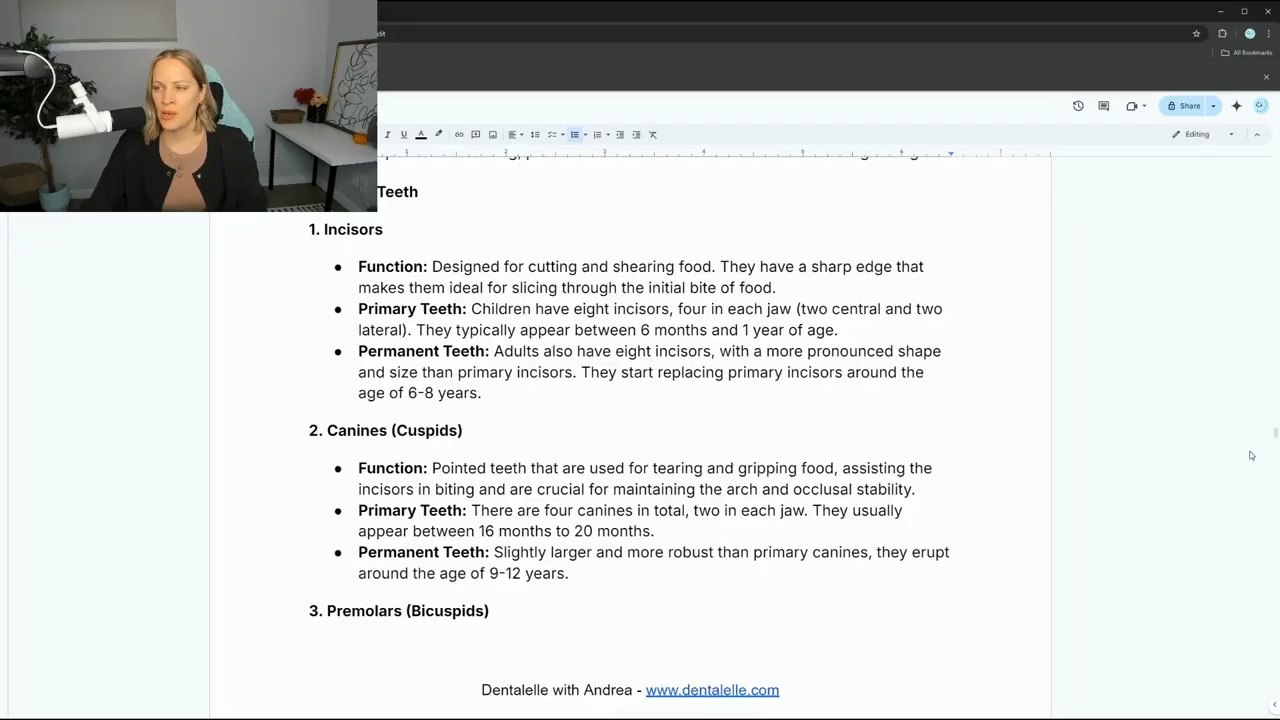 dit
All Bookmarks
Share
Editing
1 2 3 4 5 6 7
Teeth
1. Incisors
● Function: Designed for cutting and shearing food. They have a sharp edge that
makes them ideal for slicing through the initial bite of food.
● Primary Teeth: Children have eight incisors, four in each jaw (two central and two
lateral). They typically appear between 6 months and 1 year of age.
● Permanent Teeth: Adults also have eight incisors, with a more pronounced shape
and size than primary incisors. They start replacing primary incisors around the
age of 6-8 years.
2. Canines (Cuspids)
● Function: Pointed teeth that are used for tearing and gripping food, assisting the
incisors in biting and are crucial for maintaining the arch and occlusal stability.
● Primary Teeth: There are four canines in total, two in each jaw. They usually
appear between 16 months to 20 months.
● Permanent Teeth: Slightly larger and more robust than primary canines, they erupt
around the age of 9-12 years.
3. Premolars (Bicuspids)
Dentalelle with Andrea - www.dentalelle.com